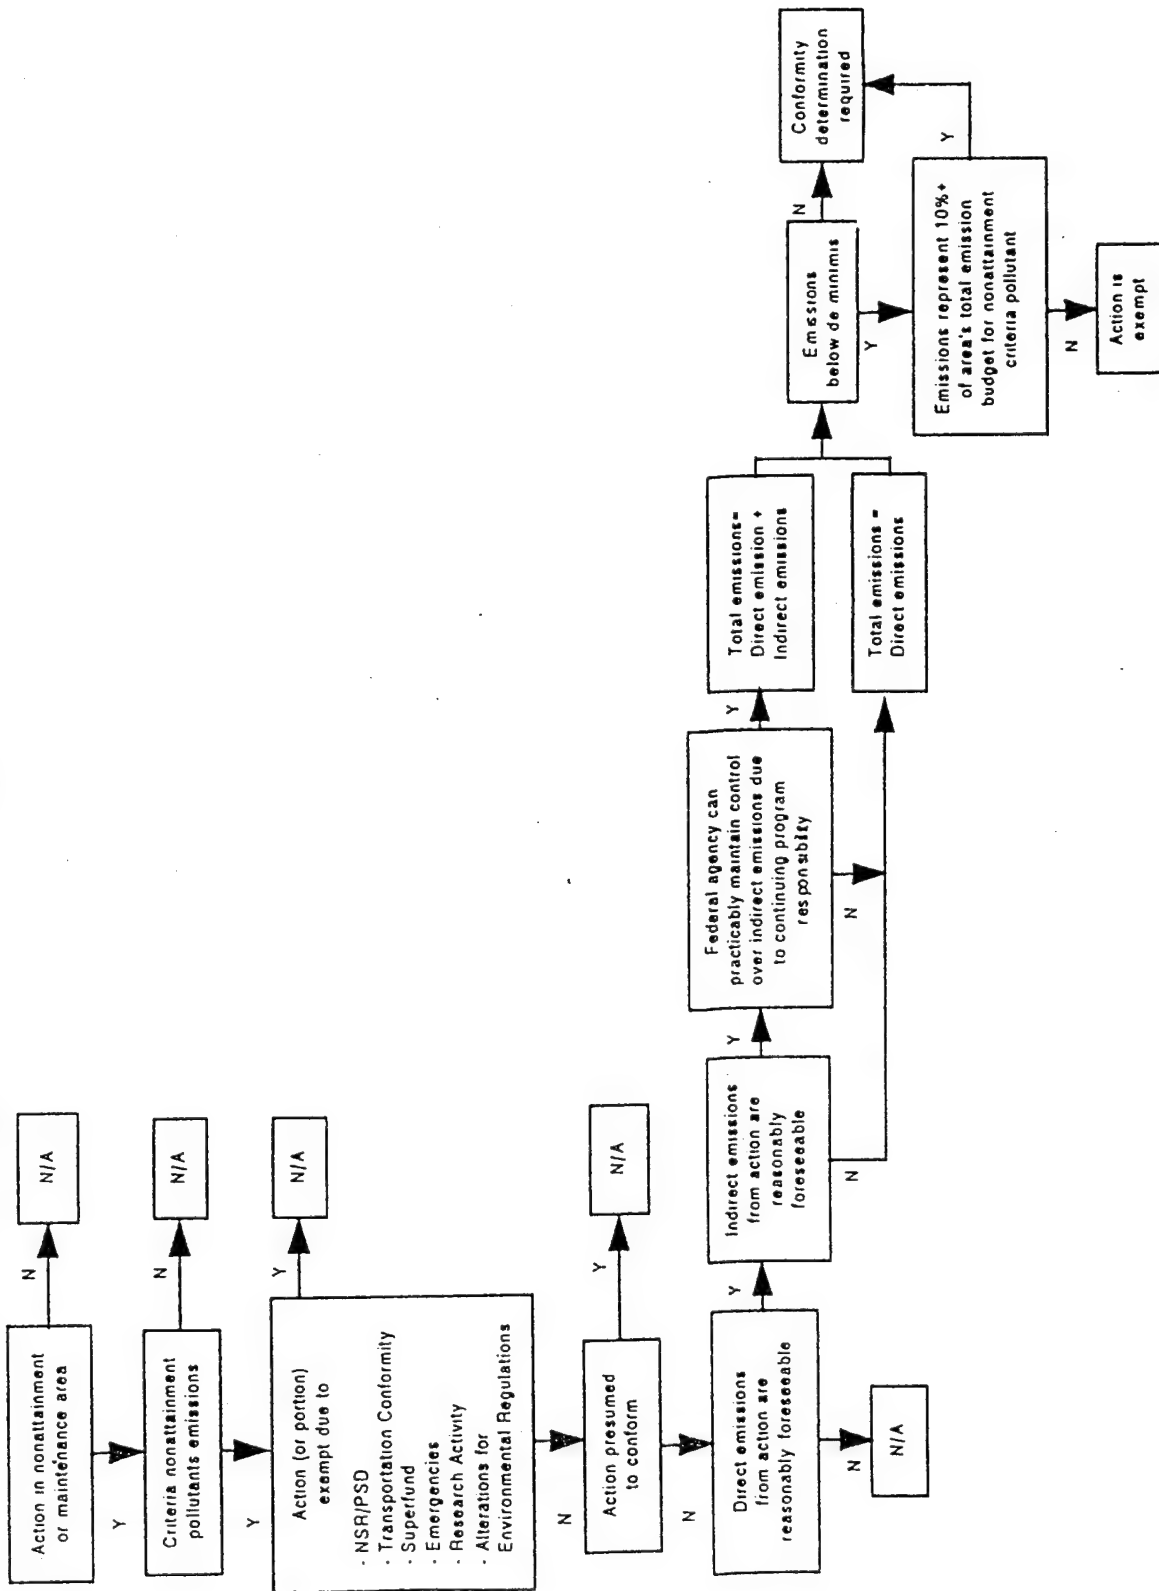 Action in nonattainment
or maintenance area
N
N/A
Y
Criteria nonattainment
pollutants emissions
N
N/A
Y
Action (or portion)
exempt due to
- NSR/PSD
- Transportation Conformity
- Superfund
- Emergencies
- Research Activity
- Alterations for
Environmental Regulations
Y
N/A
N
Action presumed
to conform
Y
N/A
N
Direct emissions
from action are
reasonably foreseeable
N
N/A
Y
Indirect emissions
from action are
reasonably
foreseeable
N
Y
Federal agency can
practicably maintain control
over indirect emissions due
to continuing program
responsiblity
N
Y
Total emissions=
Direct emission +
Indirect emissions
Total emissions =
Direct emissions
Emissions
below de minimis
N
Conformity
determination
required
Y
Emissions represent 10%+
of area's total emission
budget for nonattainment
criteria pollutant
Y
N
Action is
exempt